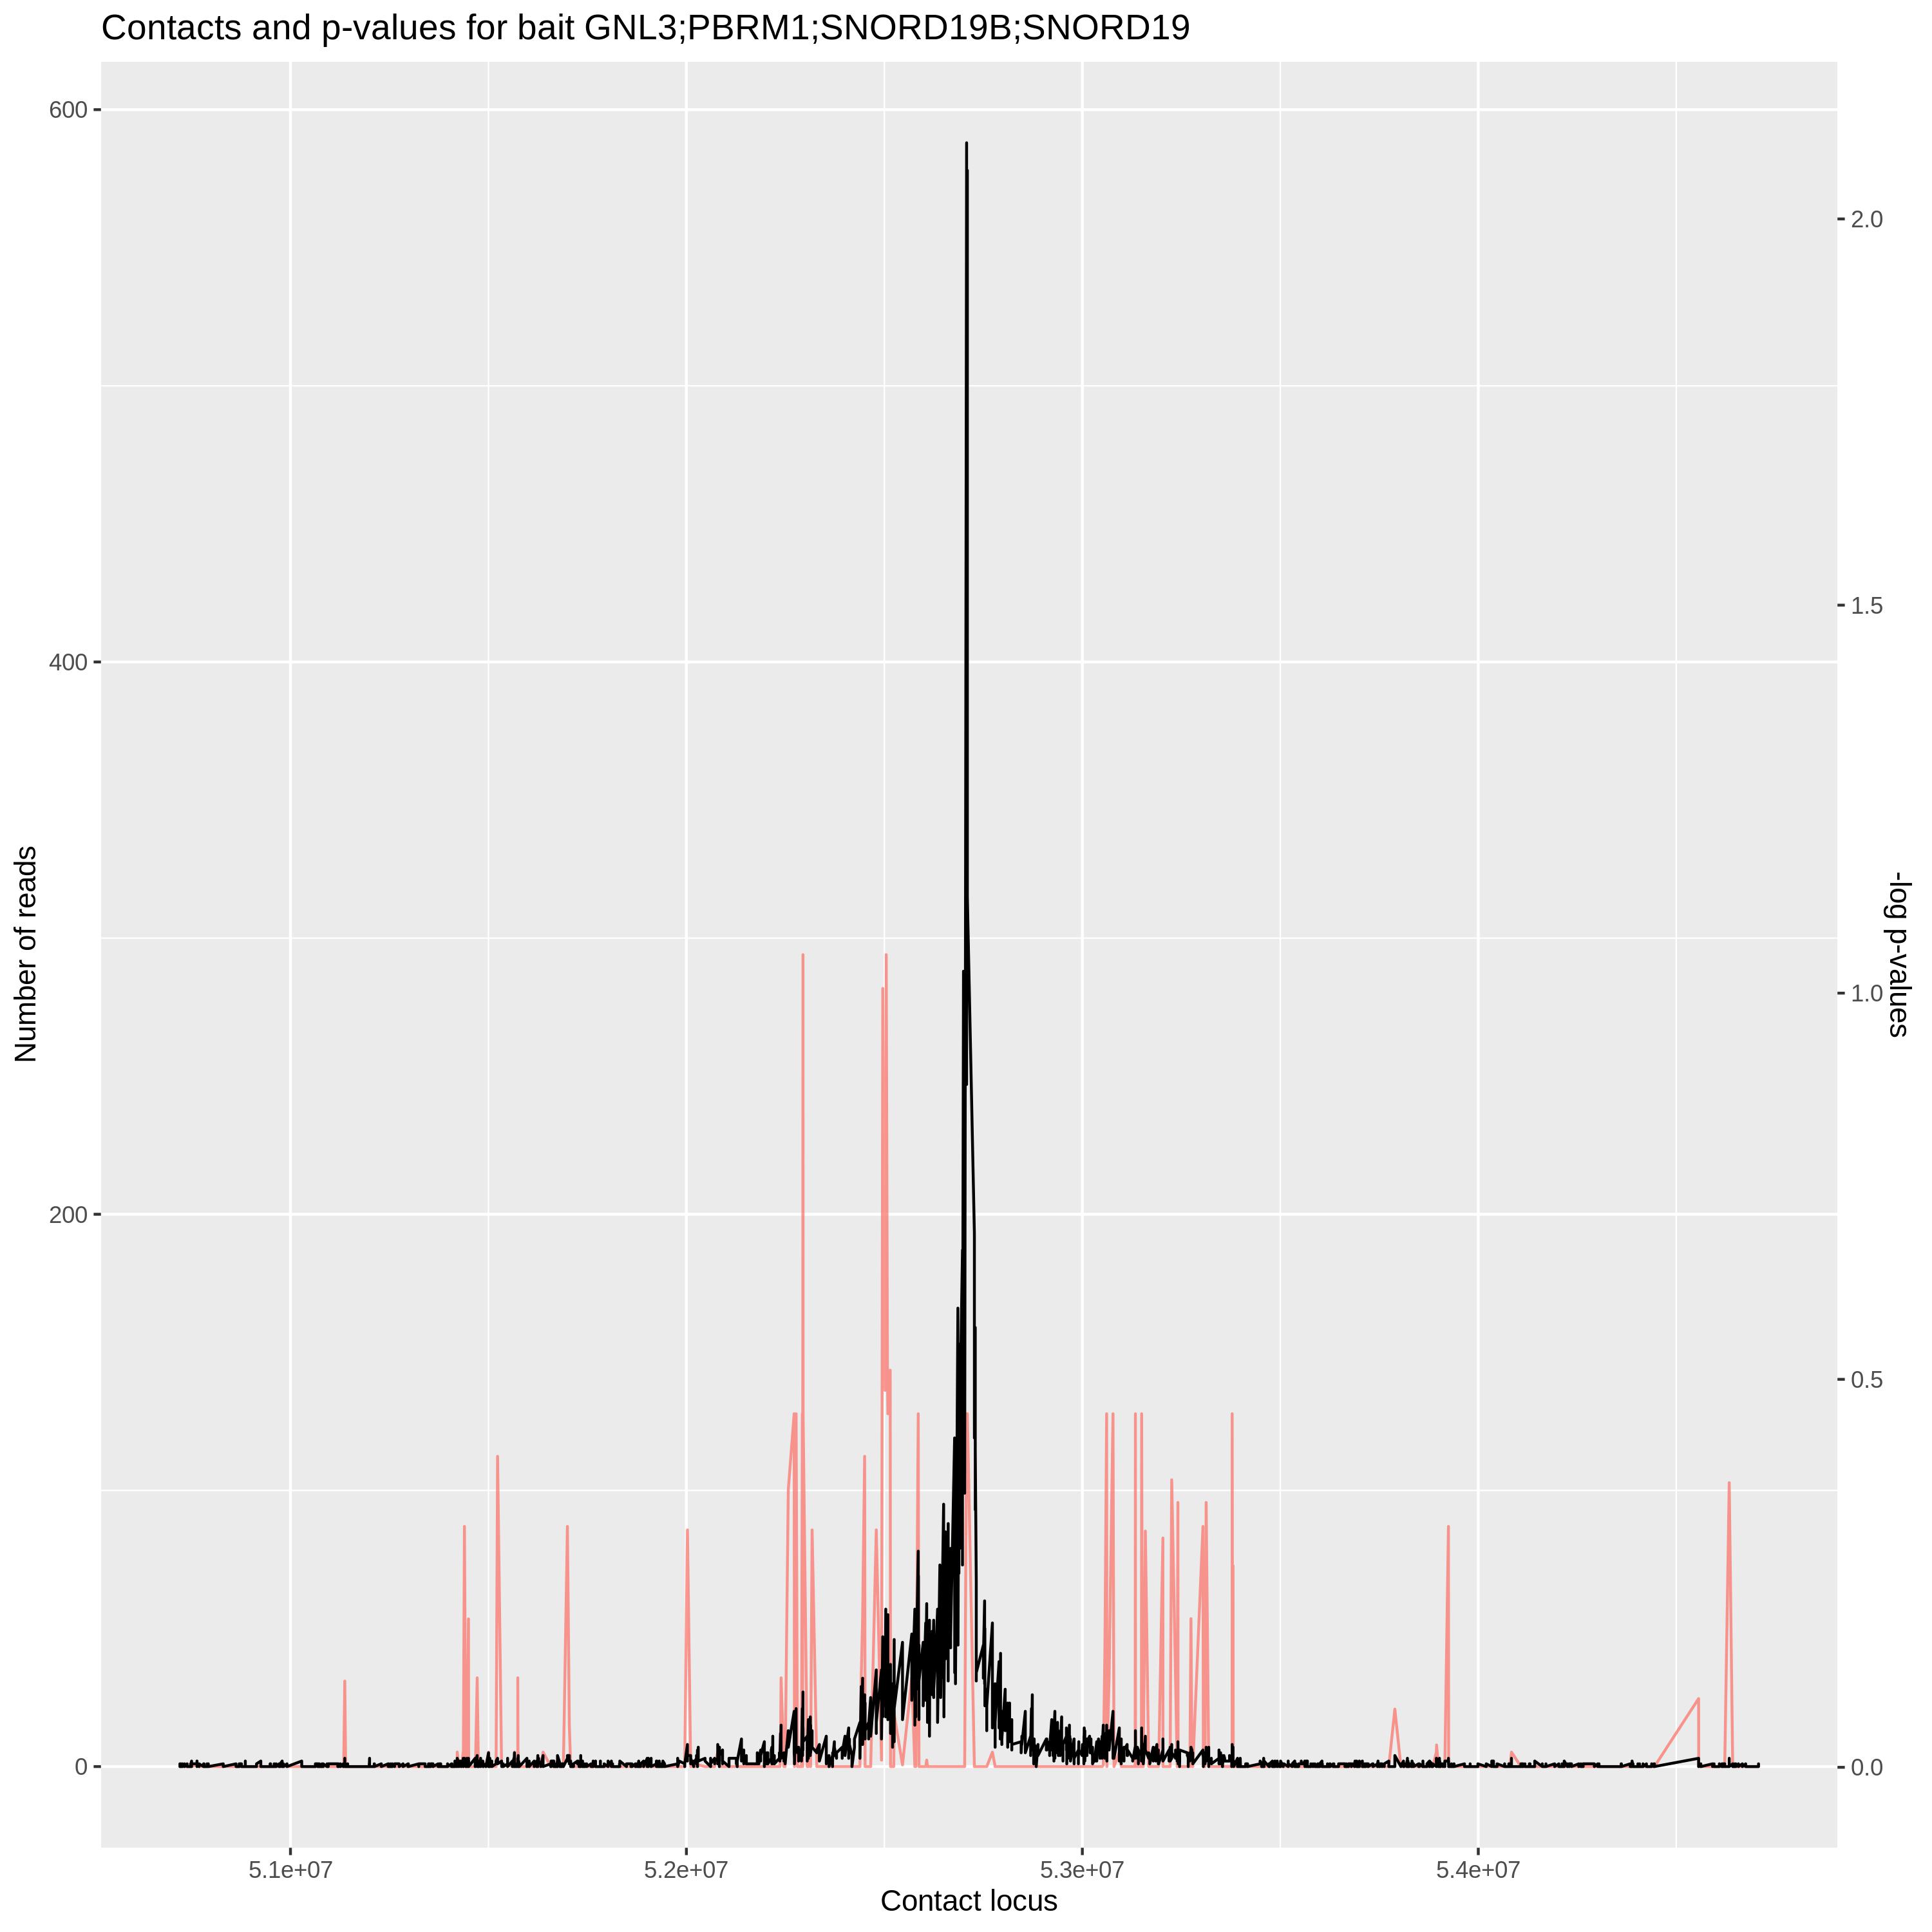 Contacts and p-values for bait GNL3;PBRM1;SNORD19B;SNORD19
600
400
200
0
Number of reads
2.0
1.5
1.0
0.5
0.0
-log p-values
5.1e+07 5.2e+07 5.3e+07 5.4e+07
Contact locus